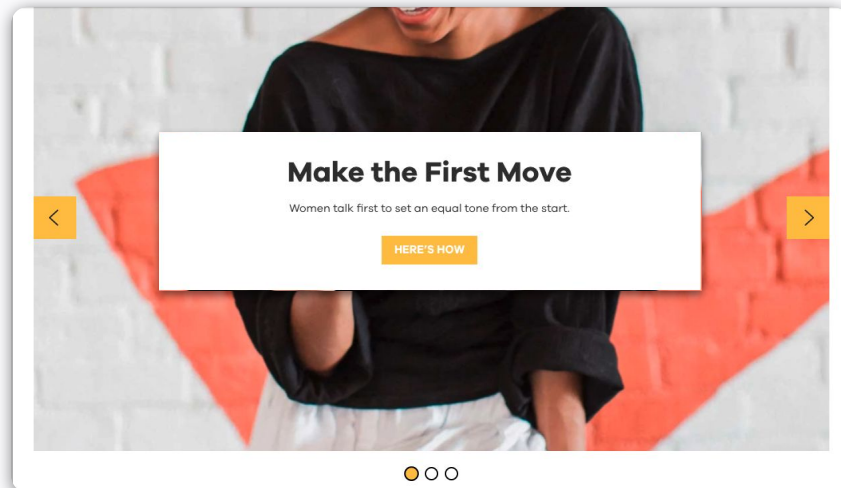 Make the First Move
Women talk first to set an equal tone from the start.
HERE'S HOW